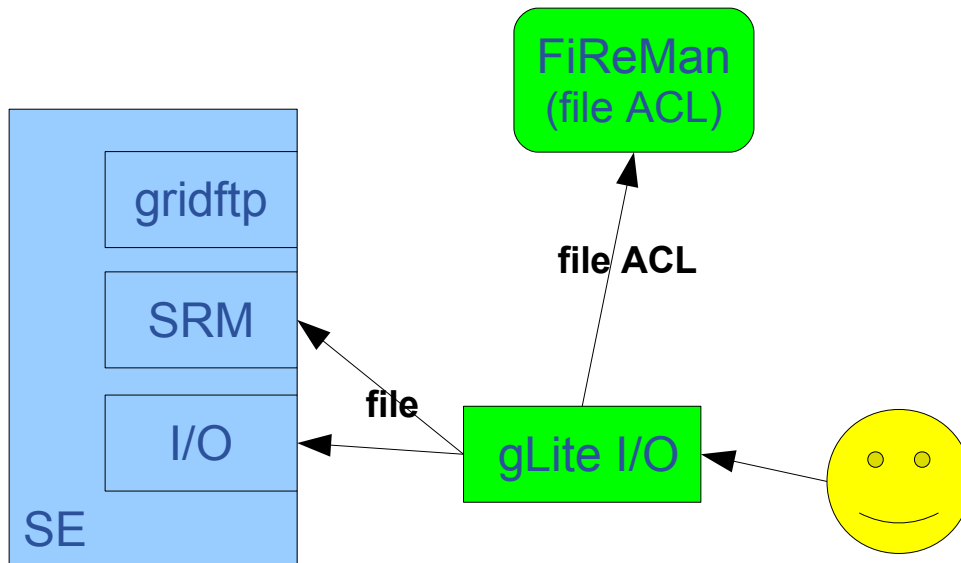 FiReMan
(file ACL)
gridftp
file ACL
SRM
file
I/O
gLite I/O
SE